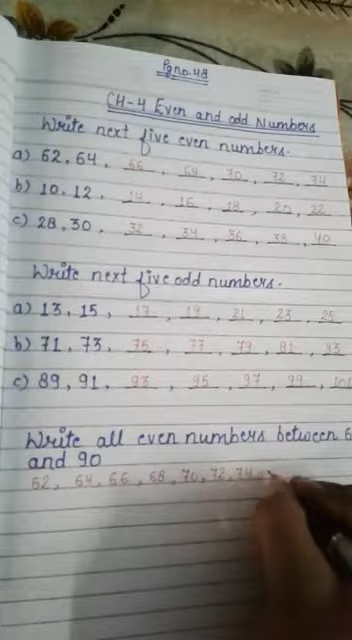 Pg no. 48
CH-4 Even and odd Numbers
Write next five even numbers.
a) 62, 64, 66, 68, 70, 72, 74
b) 10, 12, 14, 16, 18, 20, 22
c) 28, 30, 32, 34, 36, 38, 40
Write next five odd numbers.
a) 13, 15, 17, 19, 21, 23, 25
b) 71, 73, 75, 77, 79, 81, 83
c) 89, 91, 93, 95, 97, 99, 101
Write all even numbers between 6
and 90
62, 64, 66, 68, 70, 72, 74